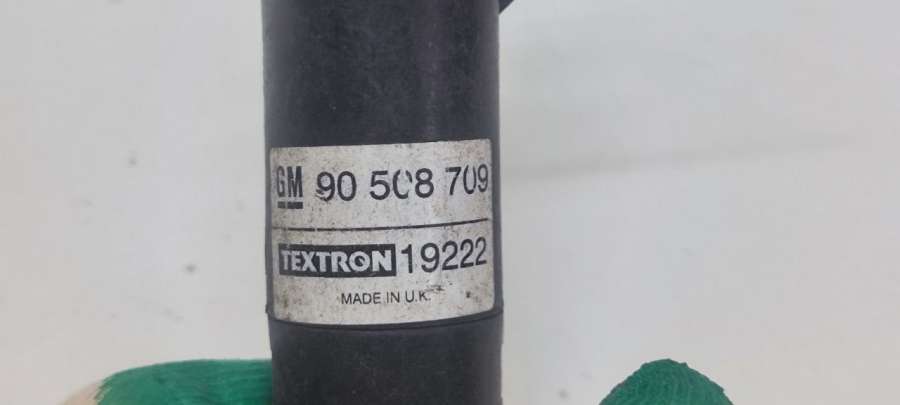 GM 90 508 709
TEXTRON 19222
MADE IN U.K.